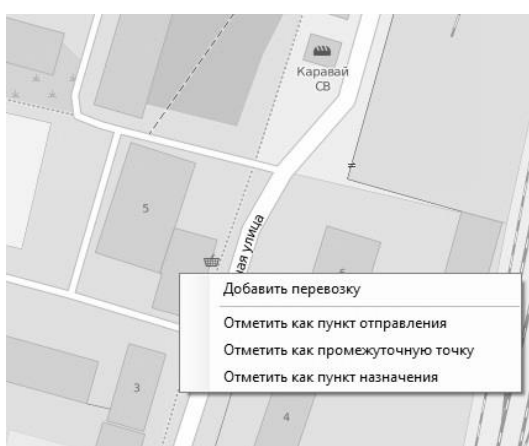 Каравай
СВ
5
ная улица
Добавить перевозку
Отметить как пункт отправления
Отметить как промежуточную точку
Отметить как пункт назначения
3
4